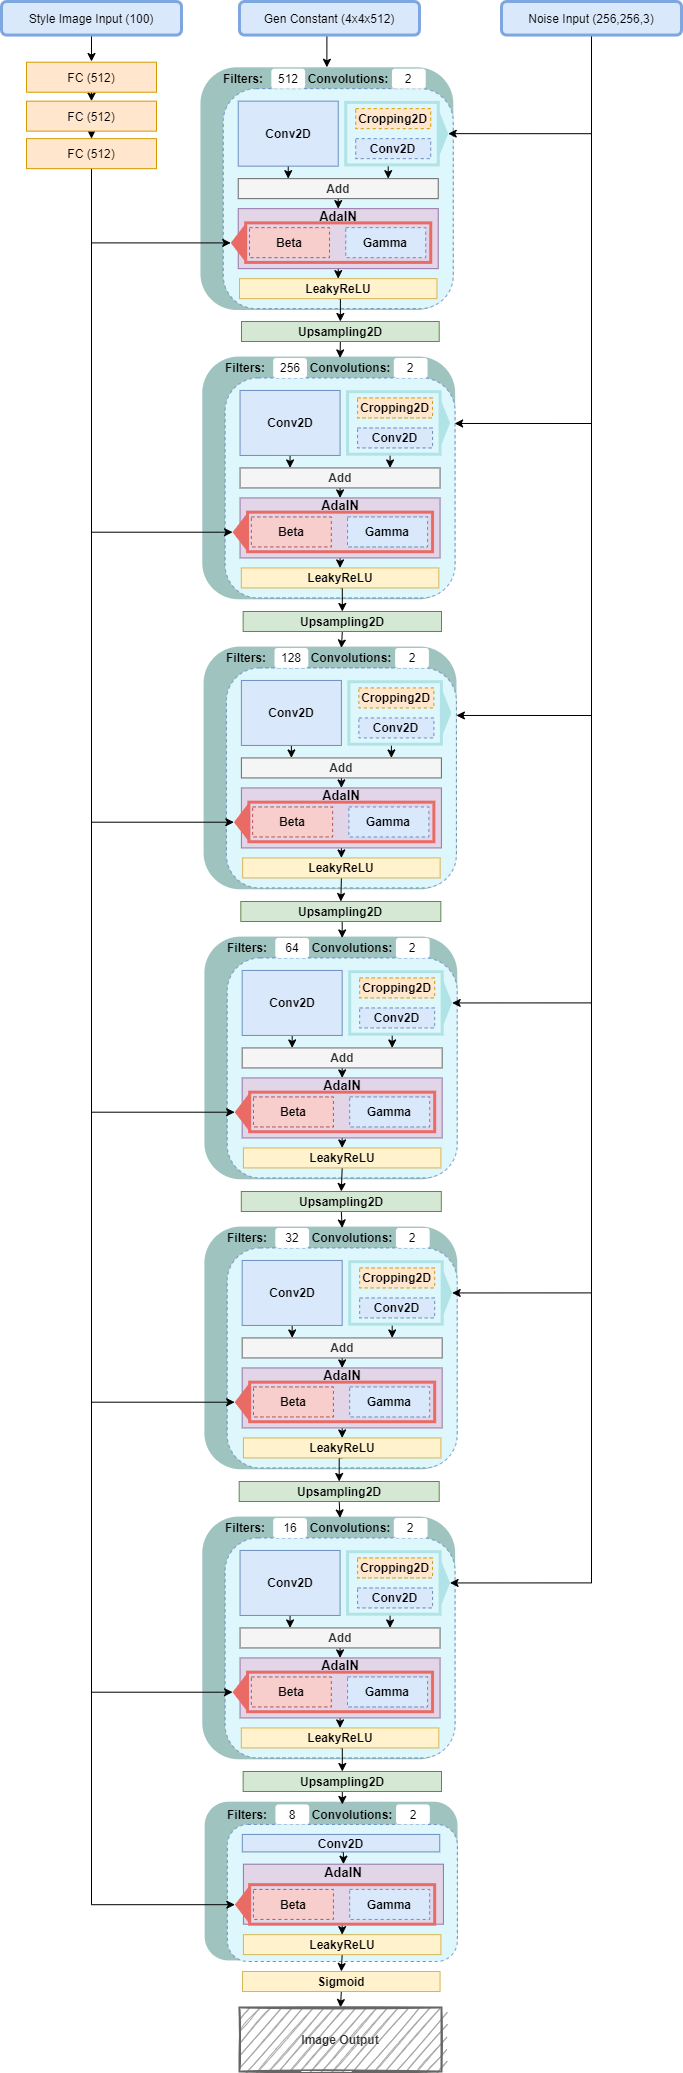 Style Image Input (100)
Gen Constant (4x4x512)
Noise Input (256,256,3)
FC (512)
FC (512)
FC (512)
Filters: 512 Convolutions: 2
Conv2D
Cropping2D
Conv2D
Add
AdaIN
Beta
Gamma
LeakyReLU
Upsampling2D
Filters: 256 Convolutions: 2
Conv2D
Cropping2D
Conv2D
Add
AdaIN
Beta
Gamma
LeakyReLU
Upsampling2D
Filters: 128 Convolutions: 2
Conv2D
Cropping2D
Conv2D
Add
AdaIN
Beta
Gamma
LeakyReLU
Upsampling2D
Filters: 64 Convolutions: 2
Conv2D
Cropping2D
Conv2D
Add
AdaIN
Beta
Gamma
LeakyReLU
Upsampling2D
Filters: 32 Convolutions: 2
Conv2D
Cropping2D
Conv2D
Add
AdaIN
Beta
Gamma
LeakyReLU
Upsampling2D
Filters: 16 Convolutions: 2
Conv2D
Cropping2D
Conv2D
Add
AdaIN
Beta
Gamma
LeakyReLU
Upsampling2D
Filters: 8 Convolutions: 2
Conv2D
AdaIN
Beta
Gamma
LeakyReLU
Sigmoid
Image Output